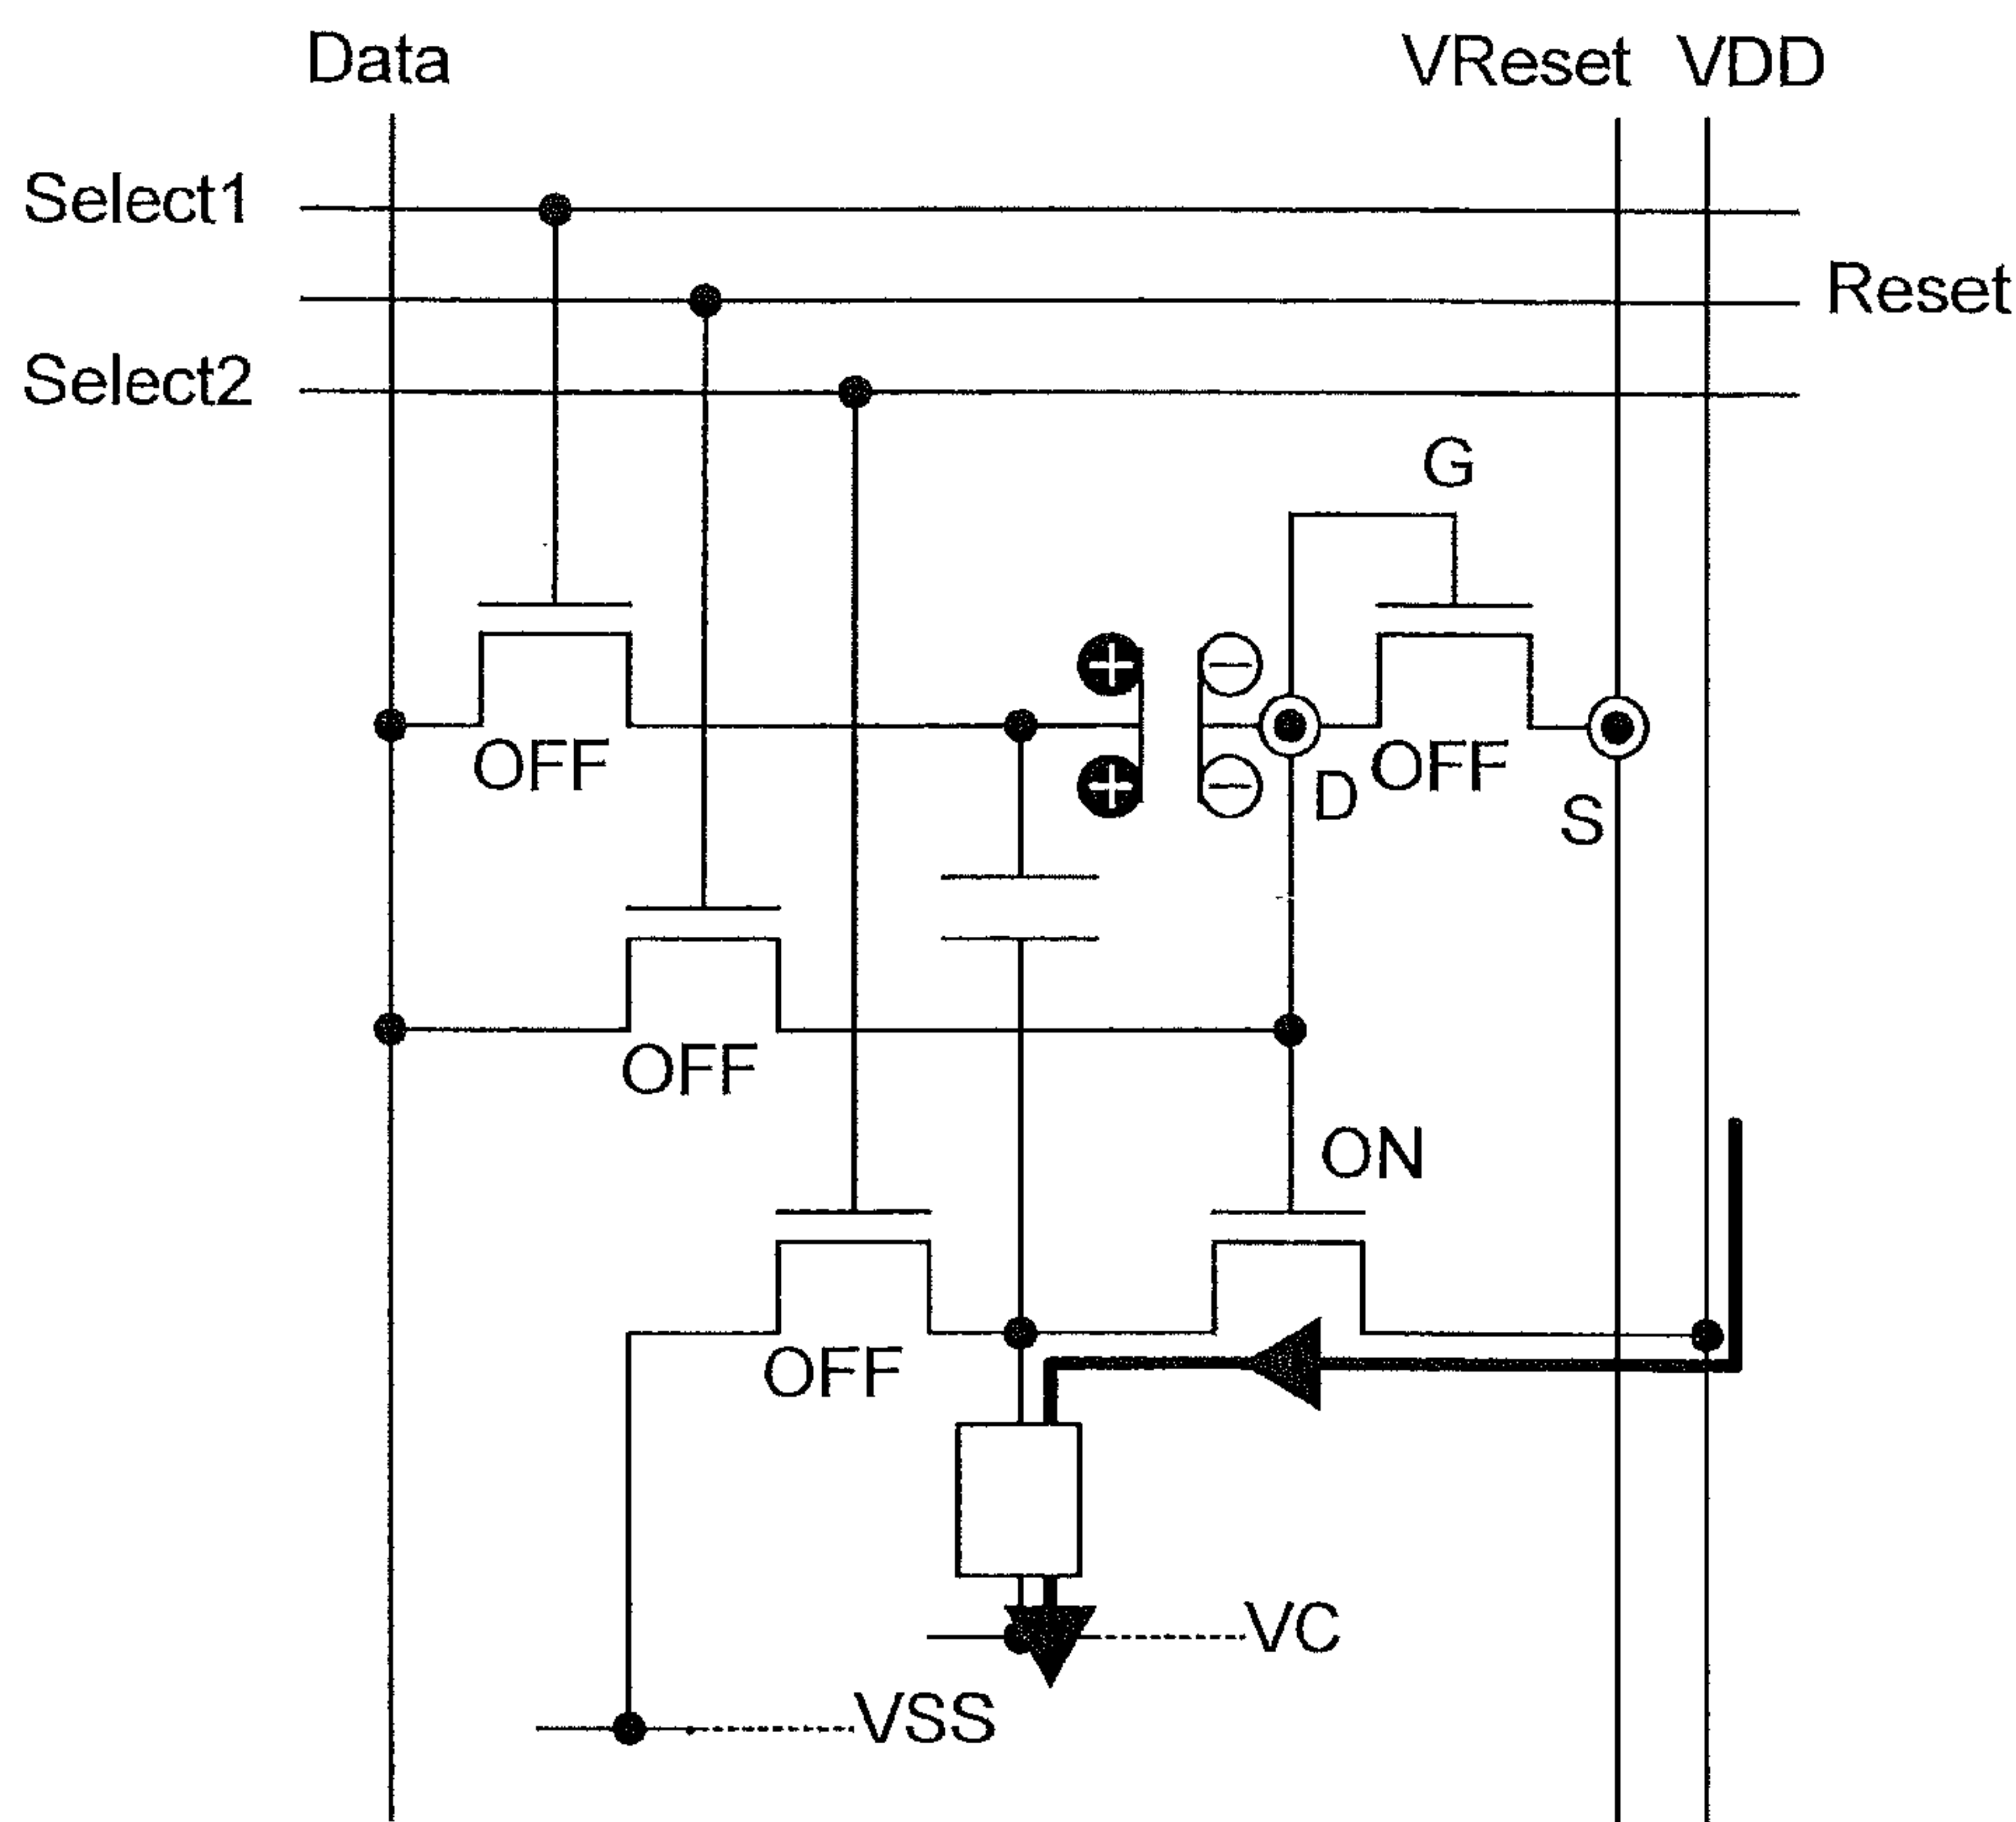 Data
VReset
VDD
Select1
Reset
Select2
G
OFF
D
OFF
S
OFF
ON
OFF
VC
VSS